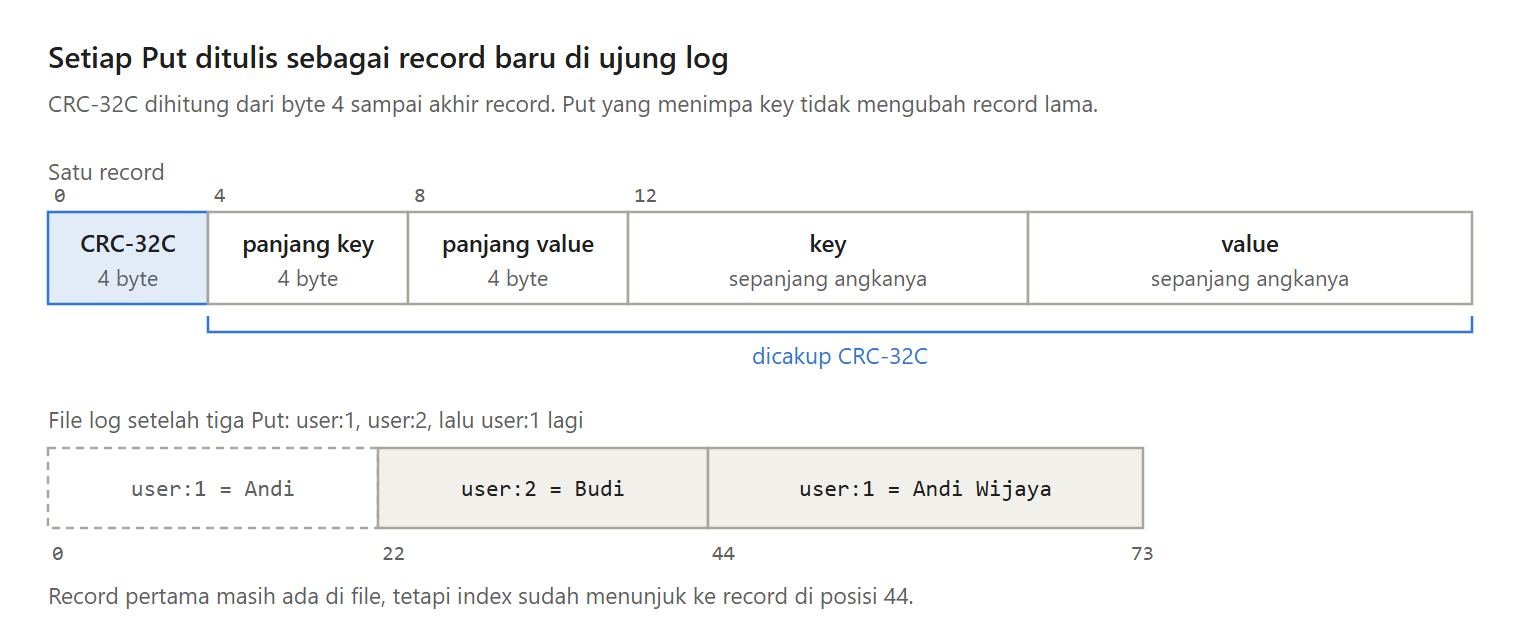 Setiap Put ditulis sebagai record baru di ujung log
CRC-32C dihitung dari byte 4 sampai akhir record. Put yang menimpa key tidak mengubah record lama.
Satu record
0 4 8 12
CRC-32C panjang key panjang value key value
4 byte 4 byte 4 byte sepanjang angkanya sepanjang angkanya
dicakup CRC-32C
File log setelah tiga Put: user:1, user:2, lalu user:1 lagi
user:1 = Andi user:2 = Budi user:1 = Andi Wijaya
0 22 44 73
Record pertama masih ada di file, tetapi index sudah menunjuk ke record di posisi 44.